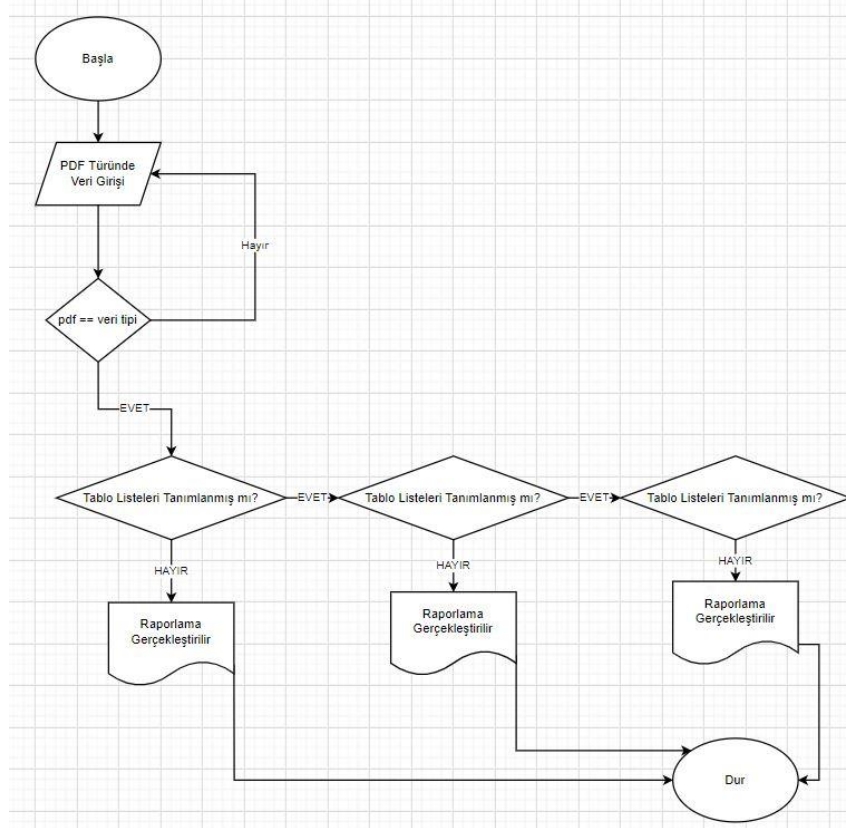 Başla
PDF Türünde
Veri Girişi
Hayır
pdf == veri tipi
EVET
Tablo Listeleri Tanımlanmış mı?
EVET
Tablo Listeleri Tanımlanmış mı?
EVET
Tablo Listeleri Tanımlanmış mı?
HAYIR
HAYIR
HAYIR
Raporlama
Gerçekleştirilir
Raporlama
Gerçekleştirilir
Raporlama
Gerçekleştirilir
Dur